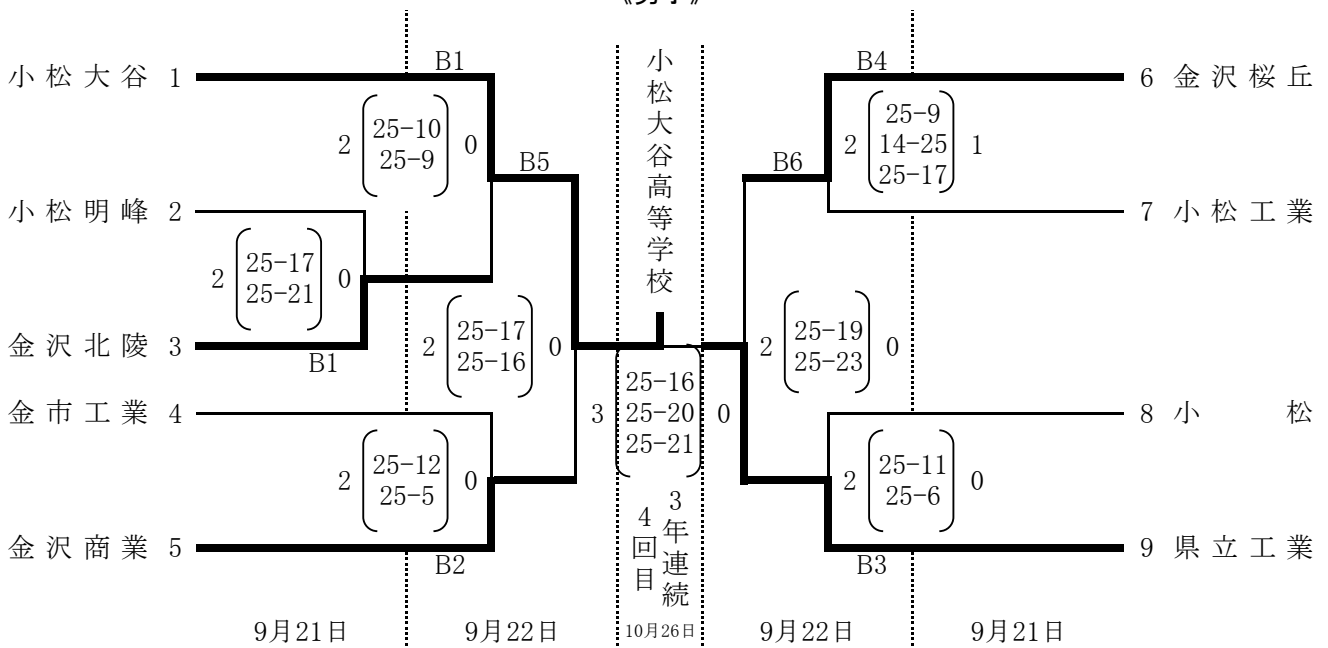 《男子》
小松大谷 1
小松明峰 2
金沢北陵 3
金市工業 4
金沢商業 5
B1
2 25-10 0
25-9
2 25-17 0
25-21
B1
B5
2 25-17 0
25-16
2 25-12 0
25-5
B2
小松大谷高等学校
3 25-16 0
25-20
25-21
3年連続
4回目
B4
25-9
2 14-25 1
25-17
B6
2 25-19 0
25-23
2 25-11 0
25-6
B3
6 金沢桜丘
7 小松工業
8 小松
9 県立工業
9月21日 9月22日 10月26日 9月22日 9月21日